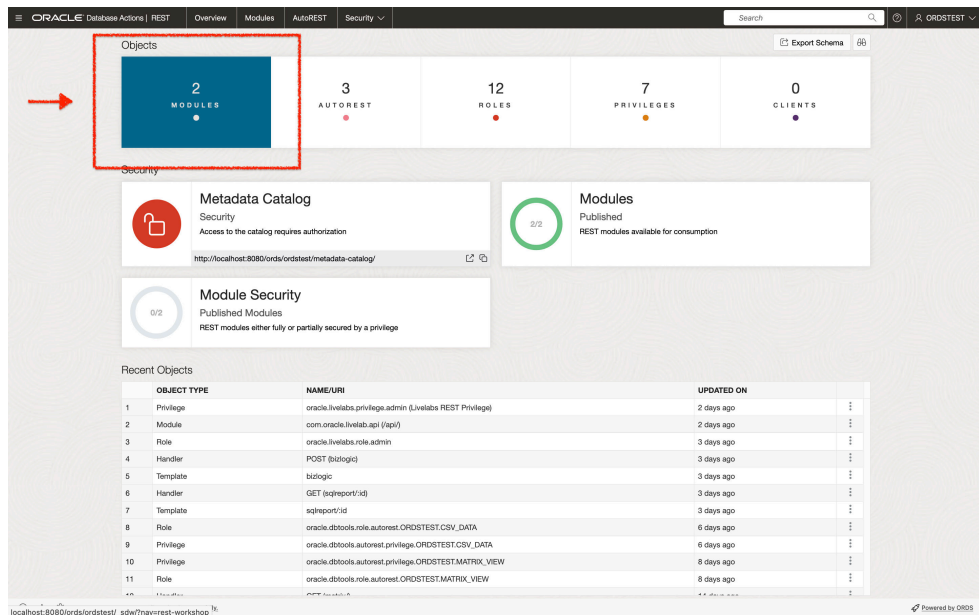 ORACLE Database Actions | REST Overview Modules AutoREST Security Search ORDSTEST
Objects Export Schema
2 3 12 7 0
MODULES AUTOREST ROLES PRIVILEGES CLIENTS
Security
Metadata Catalog
Security
Access to the catalog requires authorization
http://localhost:8080/ords/ordstest/metadata-catalog/
2/2
Modules
Published
REST modules available for consumption
0/2
Module Security
Published Modules
REST modules either fully or partially secured by a privilege
Recent Objects
OBJECT TYPE NAME/URI UPDATED ON
1 Privilege oracle.livelabs.privilege.admin (Livelabs REST Privilege) 2 days ago
2 Module com.oracle.livelab.api (/api/) 2 days ago
3 Role oracle.livelabs.role.admin 3 days ago
4 Handler POST (bizlogic) 3 days ago
5 Template bizlogic 3 days ago
6 Handler GET (sqlreport/:id) 3 days ago
7 Template sqlreport/:id 3 days ago
8 Role oracle.dbtools.role.autorest.ORDSTEST.CSV_DATA 6 days ago
9 Privilege oracle.dbtools.autorest.privilege.ORDSTEST.CSV_DATA 6 days ago
10 Privilege oracle.dbtools.autorest.privilege.ORDSTEST.MATRIX_VIEW 6 days ago
11 Role oracle.dbtools.role.autorest.ORDSTEST.MATRIX_VIEW 6 days ago
localhost:8080/ords/ordstest/_sdw/?nav=rest-workshop Powered by ORDS